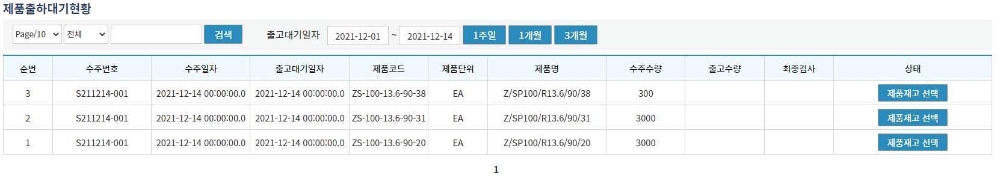 제품출하대기현황
Page/10 전체 검색 출고대기일자 2021-12-01 ~ 2021-12-14 1주일 1개월 3개월
순번 수주번호 수주일자 출고대기일자 제품코드 제품단위 제품명 수주수량 출고수량 최종검사 상태
3 S211214-001 2021-12-14 00:00:00.0 2021-12-14 00:00:00.0 ZS-100-13.6-90-38 EA Z/SP100/R13.6/90/38 300 제품재고 선택
2 S211214-001 2021-12-14 00:00:00.0 2021-12-14 00:00:00.0 ZS-100-13.6-90-31 EA Z/SP100/R13.6/90/31 3000 제품재고 선택
1 S211214-001 2021-12-14 00:00:00.0 2021-12-14 00:00:00.0 ZS-100-13.6-90-20 EA Z/SP100/R13.6/90/20 3000 제품재고 선택
1